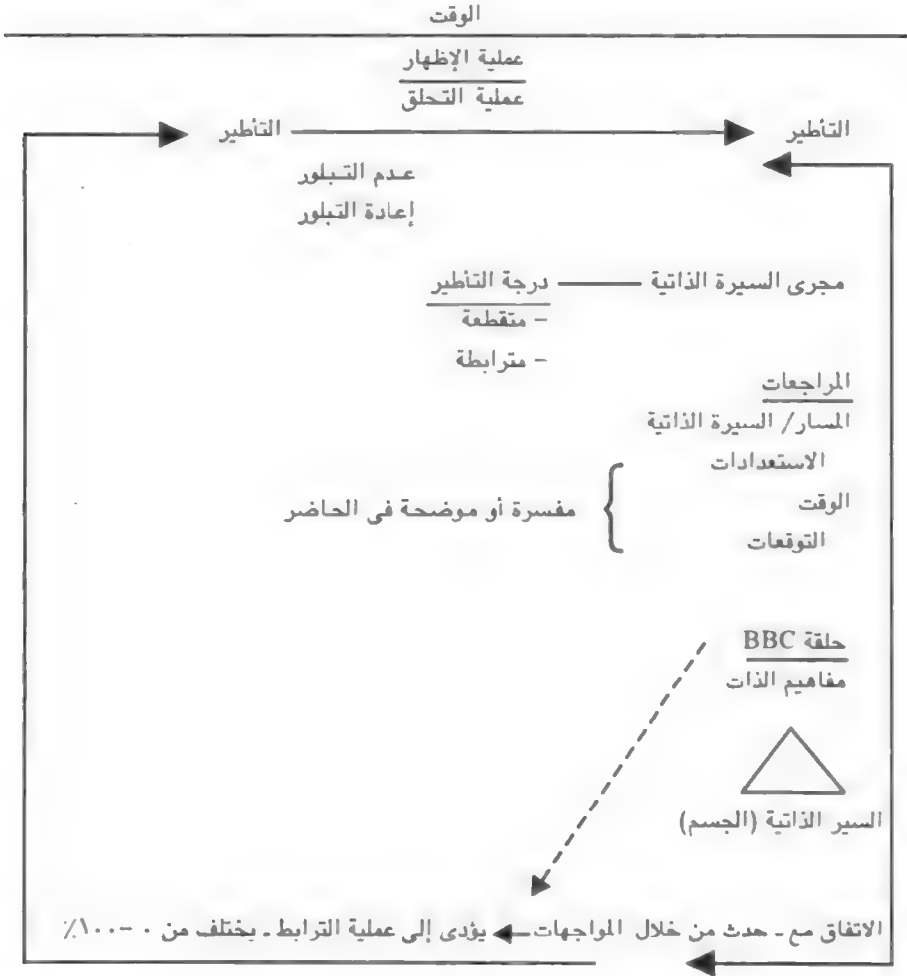 الوقت
عملية الإظهار
عملية التحلق
التأطير
التأطير
عدم التبلور
إعادة التبلور
مجرى السيرة الذاتية
درجة التأطير
- متقطعة
- مترابطة
المراجعات
المسار/ السيرة الذاتية
الاستعدادات
الوقت
التوقعات
مفسرة أو موضحة فى الحاضر
حلقة BBC
مفاهيم الذات
السير الذاتية (الجسم)
الاتفاق مع ـ حدث من خلال المواجهات يؤدى إلى عملية الترابط ـ يختلف من ٠ -١٠٠٪